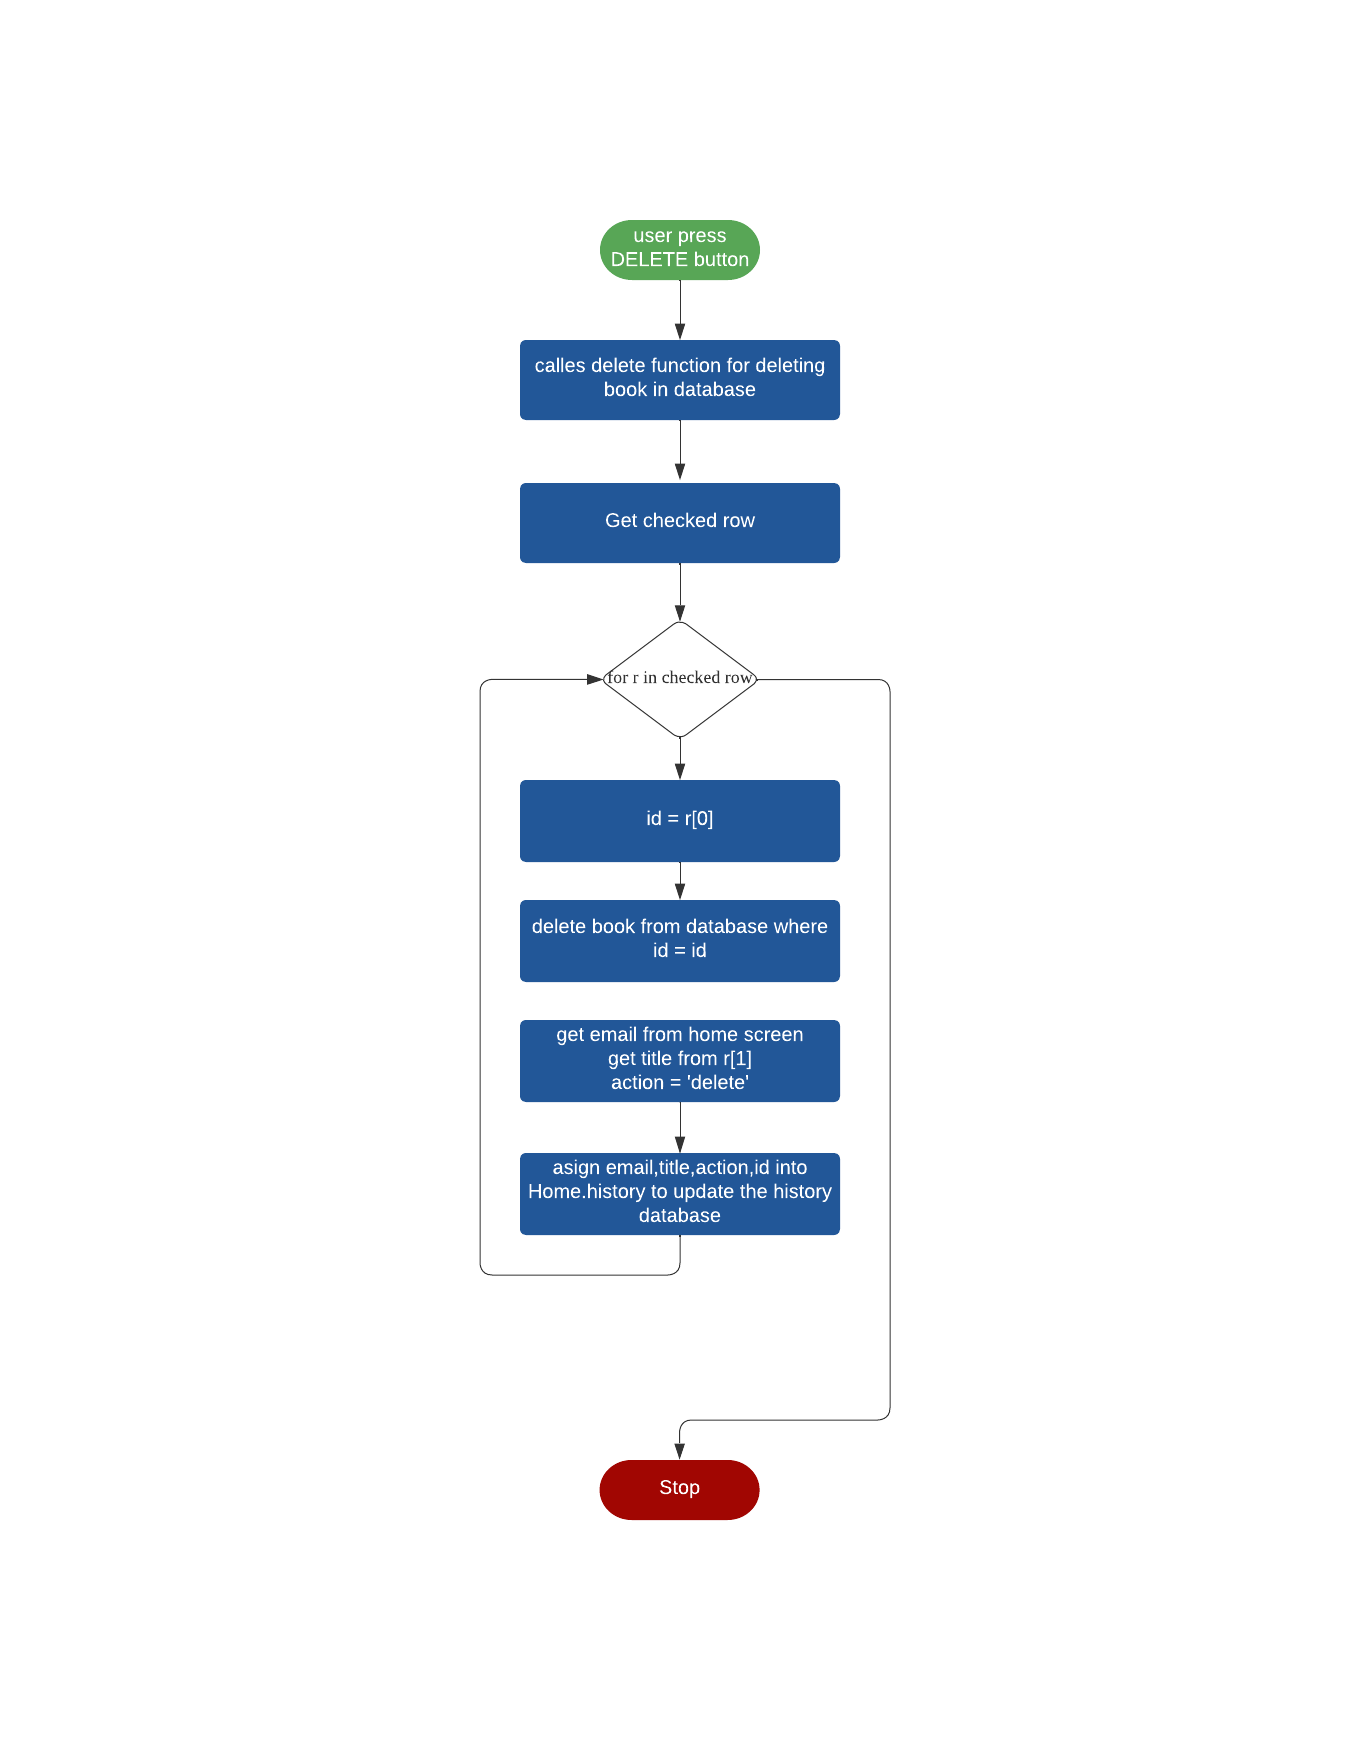 user press
DELETE button
calles delete function for deleting
book in database
Get checked row
for r in checked row
id = r[0]
delete book from database where
id = id
get email from home screen
get title from r[1]
action = 'delete'
asign email,title,action,id into
Home.history to update the history
database
Stop